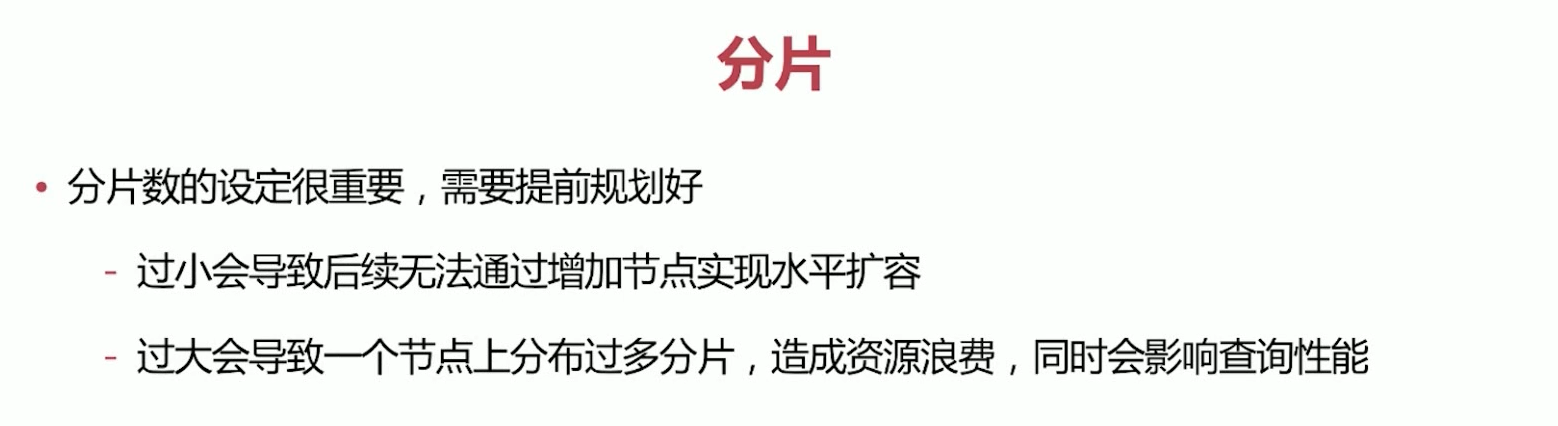 分片
• 分片数的设定很重要，需要提前规划好
- 过小会导致后续无法通过增加节点实现水平扩容
- 过大会导致一个节点上分布过多分片，造成资源浪费，同时会影响查询性能